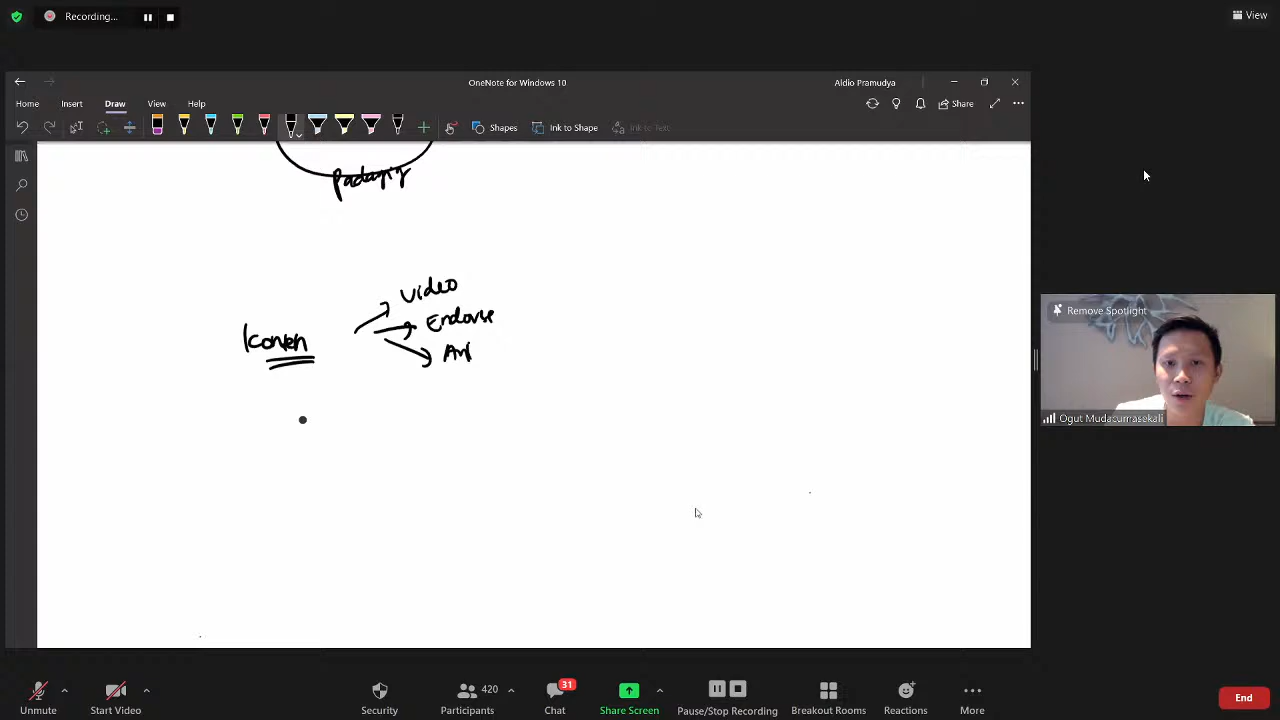 Recording...
View
OneNote for Windows 10
Aldio Pramudya
Home Insert Draw View Help
Share
Shapes Ink to Shape Ink to Text
Video
Konten
Endorse
Remove Spotlight
Ogut Mudacumasekali
Unmute Start Video Security Participants 420 Chat 31 Share Screen Pause/Stop Recording Breakout Rooms Reactions More End